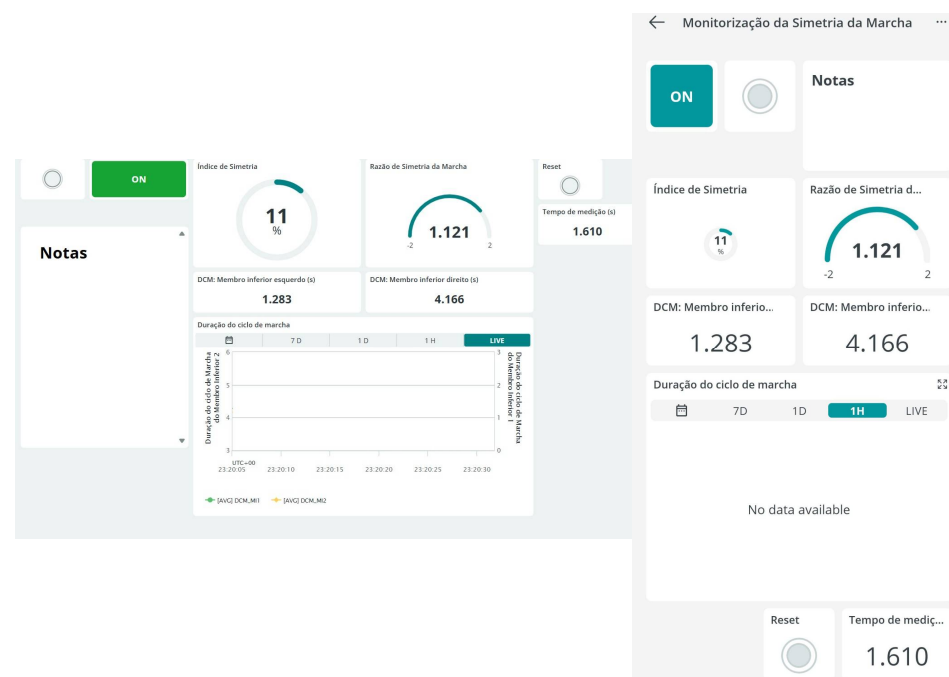 ON
Índice de Simetria
11
%
Razão de Simetria da Marcha
1.121
-2
2
Reset
Tempo de medição (s)
1.610
Notas
DCM: Membro inferior esquerdo (s)
1.283
DCM: Membro inferior direito (s)
4.166
Duração do ciclo de marcha
7 D
1 D
1 H
LIVE
Duração do ciclo de Marcha
do Membro Inferior 2
6
5
4
3
3
2
1
0
Duração do ciclo de Marcha
do Membro Inferior 1
UTC+00
23:20:05
23:20:10
23:20:15
23:20:20
23:20:25
23:20:30
[AVG] DCM_MI1
[AVG] DCM_MI2
Monitorização da Simetria da Marcha
ON
Notas
Índice de Simetria
11
%
Razão de Simetria d...
1.121
-2
2
DCM: Membro inferio...
1.283
DCM: Membro inferio...
4.166
Duração do ciclo de marcha
7D
1D
1H
LIVE
No data available
Reset
Tempo de mediç...
1.610